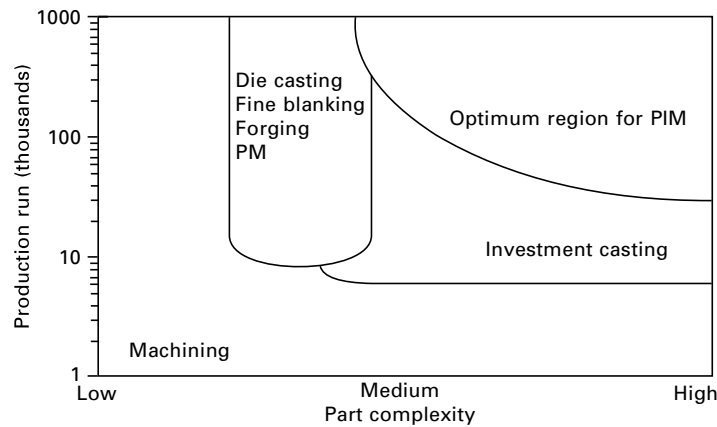 1000
100
10
1
Production run (thousands)
Die casting
Fine blanking
Forging
PM
Optimum region for PIM
Investment casting
Machining
Low
Medium
High
Part complexity